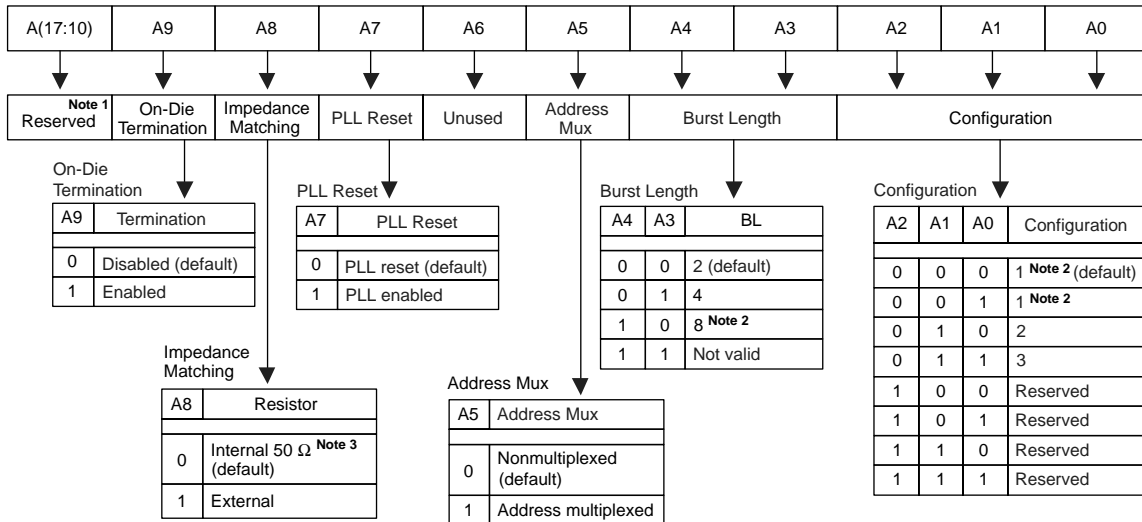 A(17:10) A9 A8 A7 A6 A5 A4 A3 A2 A1 A0
Reserved Note 1
On-Die
Termination
Impedance
Matching
PLL Reset
Unused
Address
Mux
Burst Length
Configuration
On-Die
Termination
A9 Termination
0 Disabled (default)
1 Enabled
PLL Reset
A7 PLL Reset
0 PLL reset (default)
1 PLL enabled
Burst Length
A4 A3 BL
0 0 2 (default)
0 1 4
1 0 8 Note 2
1 1 Not valid
Configuration
A2 A1 A0 Configuration
0 0 0 1 Note 2 (default)
0 0 1 1 Note 2
0 1 0 2
0 1 1 3
1 0 0 Reserved
1 0 1 Reserved
1 1 0 Reserved
1 1 1 Reserved
Impedance
Matching
A8 Resistor
0 Internal 50 Ω Note 3
(default)
1 External
Address Mux
A5 Address Mux
0 Nonmultiplexed
(default)
1 Address multiplexed